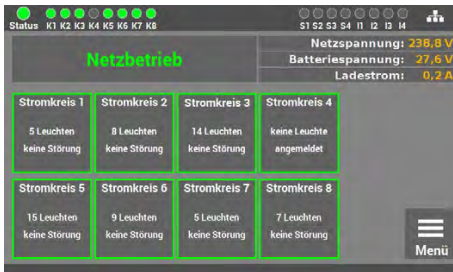 Status K1 K2 K3 K4 K5 K6 K7 K8 S1 S2 S3 S4 I1 I2 I3 I4
Netzbetrieb
Netzspannung: 238,8 V
Batteriespannung: 27,6 V
Ladestrom: 0,2 A
Stromkreis 1 Stromkreis 2 Stromkreis 3 Stromkreis 4
5 Leuchten 8 Leuchten 14 Leuchten keine Leuchte
keine Störung keine Störung keine Störung angemeldet
Stromkreis 5 Stromkreis 6 Stromkreis 7 Stromkreis 8
15 Leuchten 9 Leuchten 5 Leuchten 7 Leuchten
keine Störung keine Störung keine Störung keine Störung
Menü